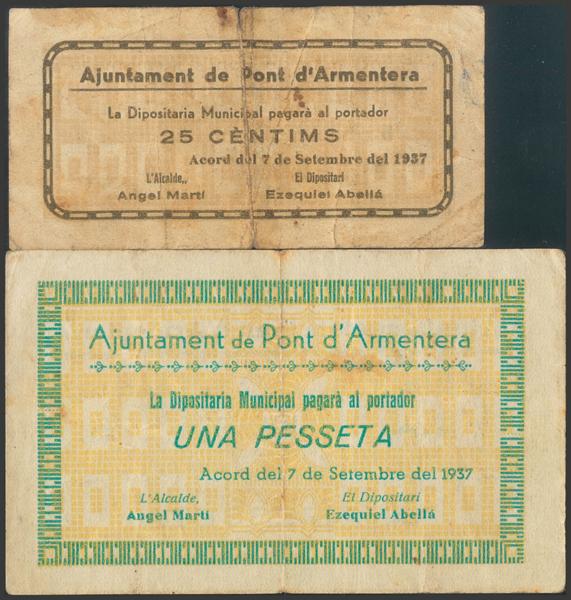 Ajuntament de Pont d'Armentera
La Dipositaria Municipal pagarà al portador
25 CÈNTIMS
Acord del 7 de Setembre del 1937
L'Alcalde,, El Dipositari
Angel Martí Ezequiel Abellá
Ajuntament de Pont d'Armentera
La Dipositaria Municipal pagarà al portador
UNA PESSETA
Acord del 7 de Setembre del 1937
L'Alcalde, El Dipositari
Angel Martí Ezequiel Abellá